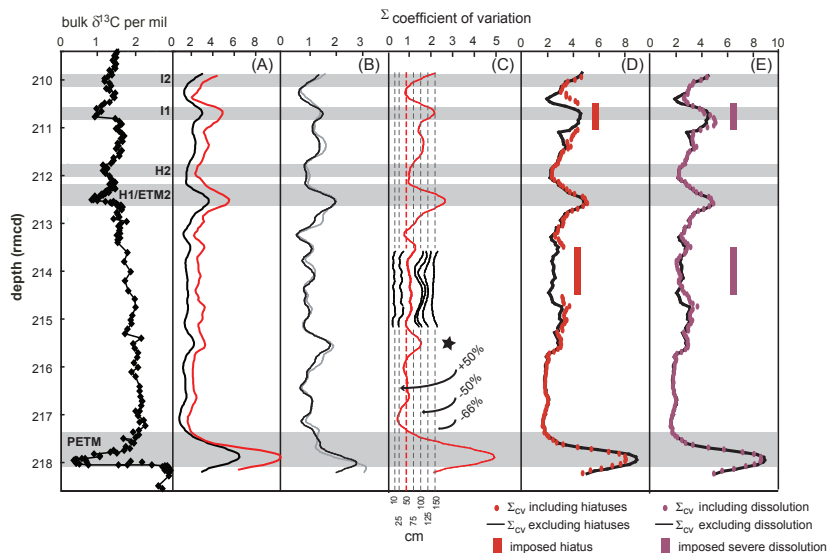 bulk δ¹³C per mil
Σ coefficient of variation
0 1 2 0 2 4 6 8 0 1 2 3 0 1 2 3 4 5 0 2 4 6 8 10 0 2 4 6 8 10
(A) (B) (C) (D) (E)
depth (rmcd)
210
211
212
213
214
215
216
217
218
I2
I1
H2
H1/ETM2
PETM
+50%
-50%
-66%
10 25 50 75 100 125 150
cm
Σcv including hiatuses
Σcv excluding hiatuses
imposed hiatus
Σcv including dissolution
Σcv excluding dissolution
imposed severe dissolution